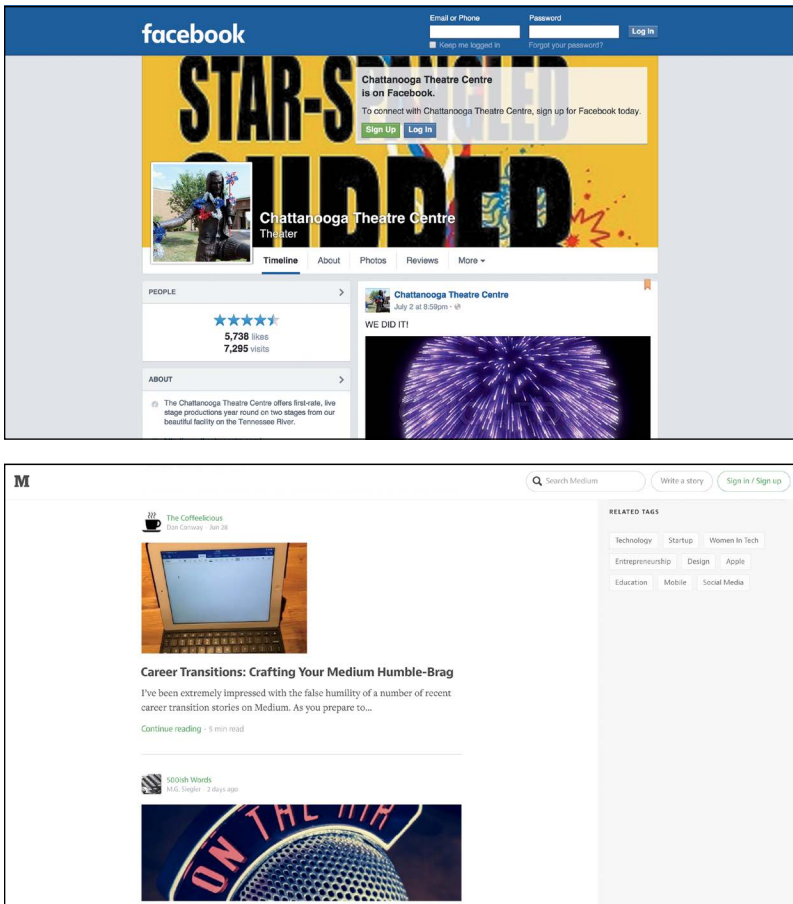 Email or Phone
Password
facebook
Log In
Keep me logged in
Forgot your password?
STAR-SPANGLED
Chattanooga Theatre Centre
is on Facebook.
To connect with Chattanooga Theatre Centre, sign up for Facebook today.
Sign Up
Log In
Chattanooga Theatre Centre
Theater
Timeline
About
Photos
Reviews
More
PEOPLE
5,738 likes
7,295 visits
ABOUT
The Chattanooga Theatre Centre offers first-rate, live
stage productions year round on two stages from our
beautiful facility on the Tennessee River.
Chattanooga Theatre Centre
July 2 at 8:59pm
WE DID IT!
M
Search Medium
Write a story
Sign in / Sign up
The Coffeelicious
Dan Conway · Jun 28
Career Transitions: Crafting Your Medium Humble-Brag
I've been extremely impressed with the false humility of a number of recent
career transition stories on Medium. As you prepare to...
Continue reading · 5 min read
500ish Words
M.G. Siegler · 2 days ago
ON THE AIR
RELATED TAGS
Technology
Startup
Women In Tech
Entrepreneurship
Design
Apple
Education
Mobile
Social Media